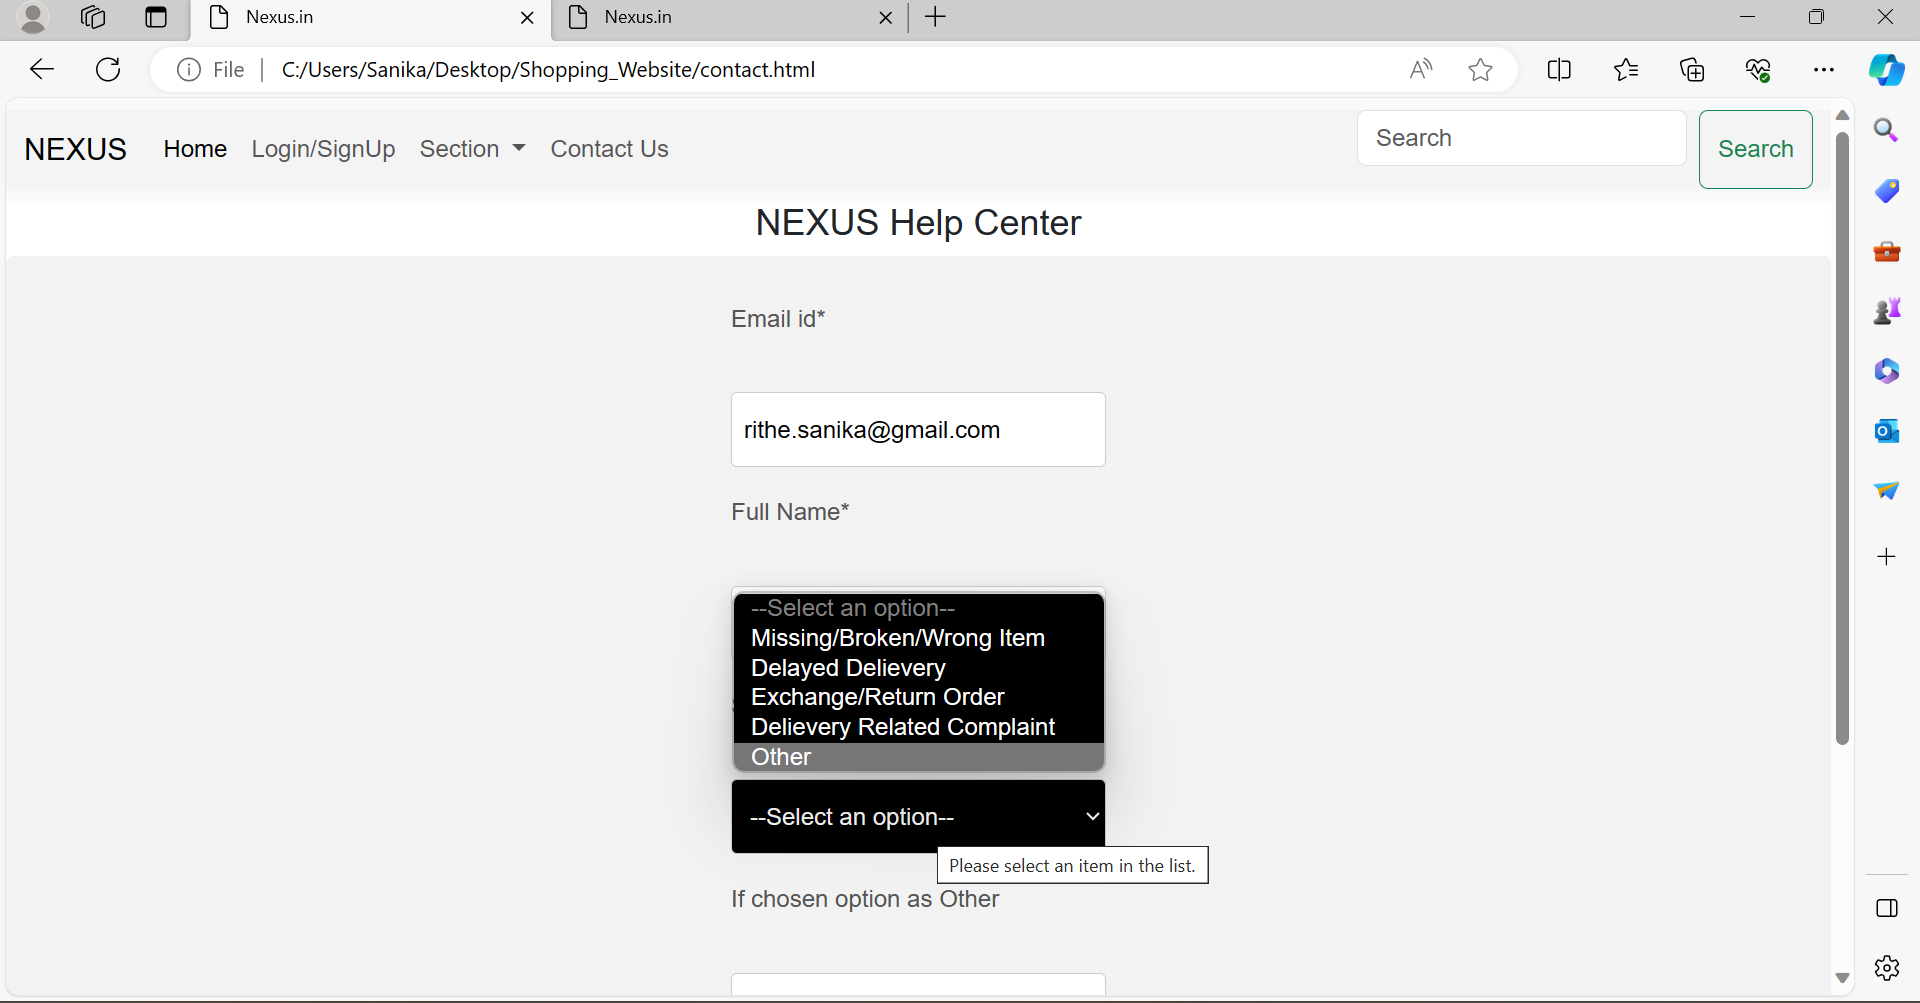 Nexus.in
Nexus.in
File
C:/Users/Sanika/Desktop/Shopping_Website/contact.html
NEXUS Home Login/SignUp Section Contact Us Search Search
NEXUS Help Center
Email id*
rithe.sanika@gmail.com
Full Name*
--Select an option--
Missing/Broken/Wrong Item
Delayed Delievery
Exchange/Return Order
Delievery Related Complaint
Other
--Select an option--
Please select an item in the list.
If chosen option as Other